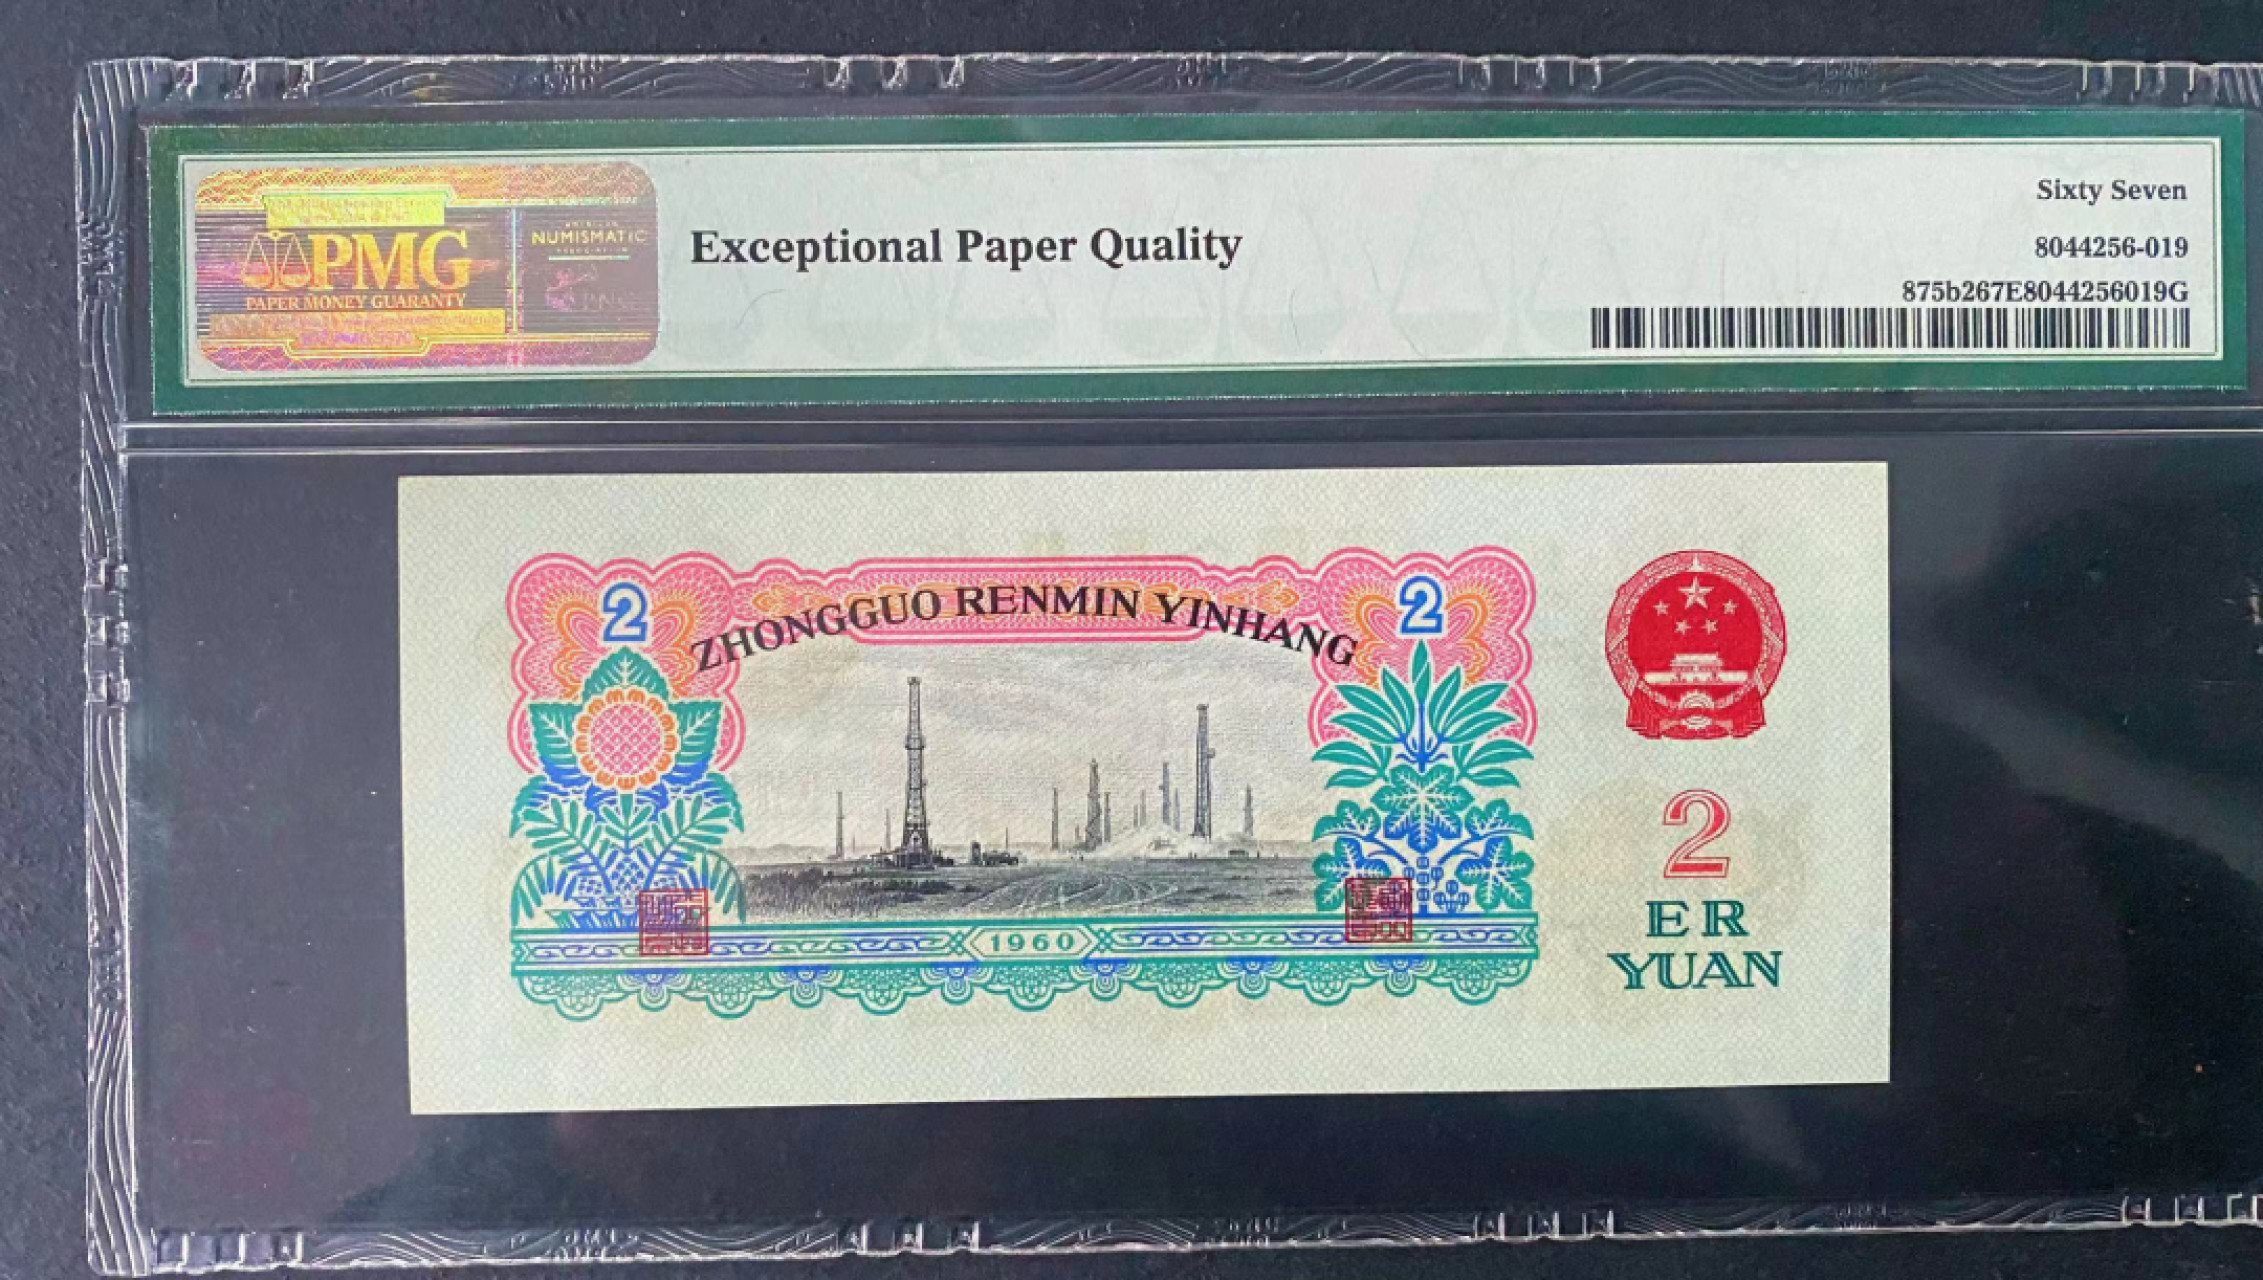 PMG
PAPER MONEY GUARANTY
NUMISMATIC
Exceptional Paper Quality
Sixty Seven
8044256-019
875b267E8044256019G
2
ZHONGGUO RENMIN YINHANG
2
1960
2
ER
YUAN